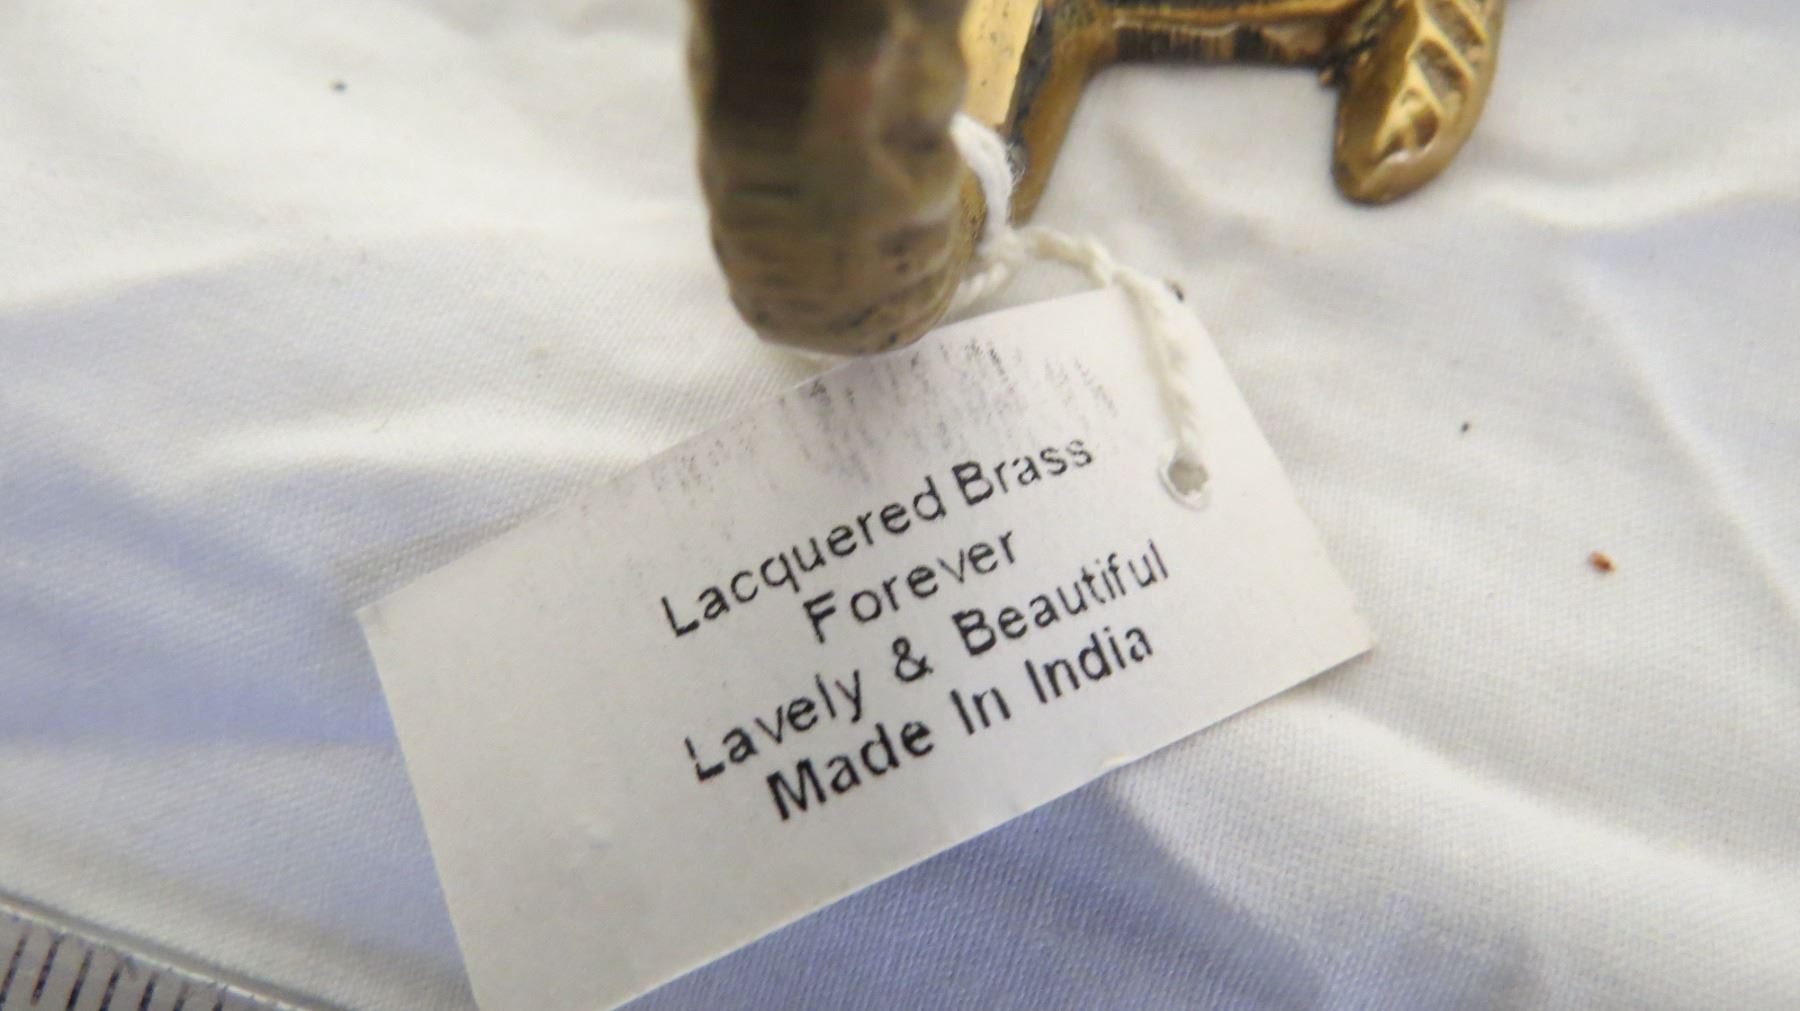 Lacquered Brass
Forever
Lavely & Beautiful
Made In India